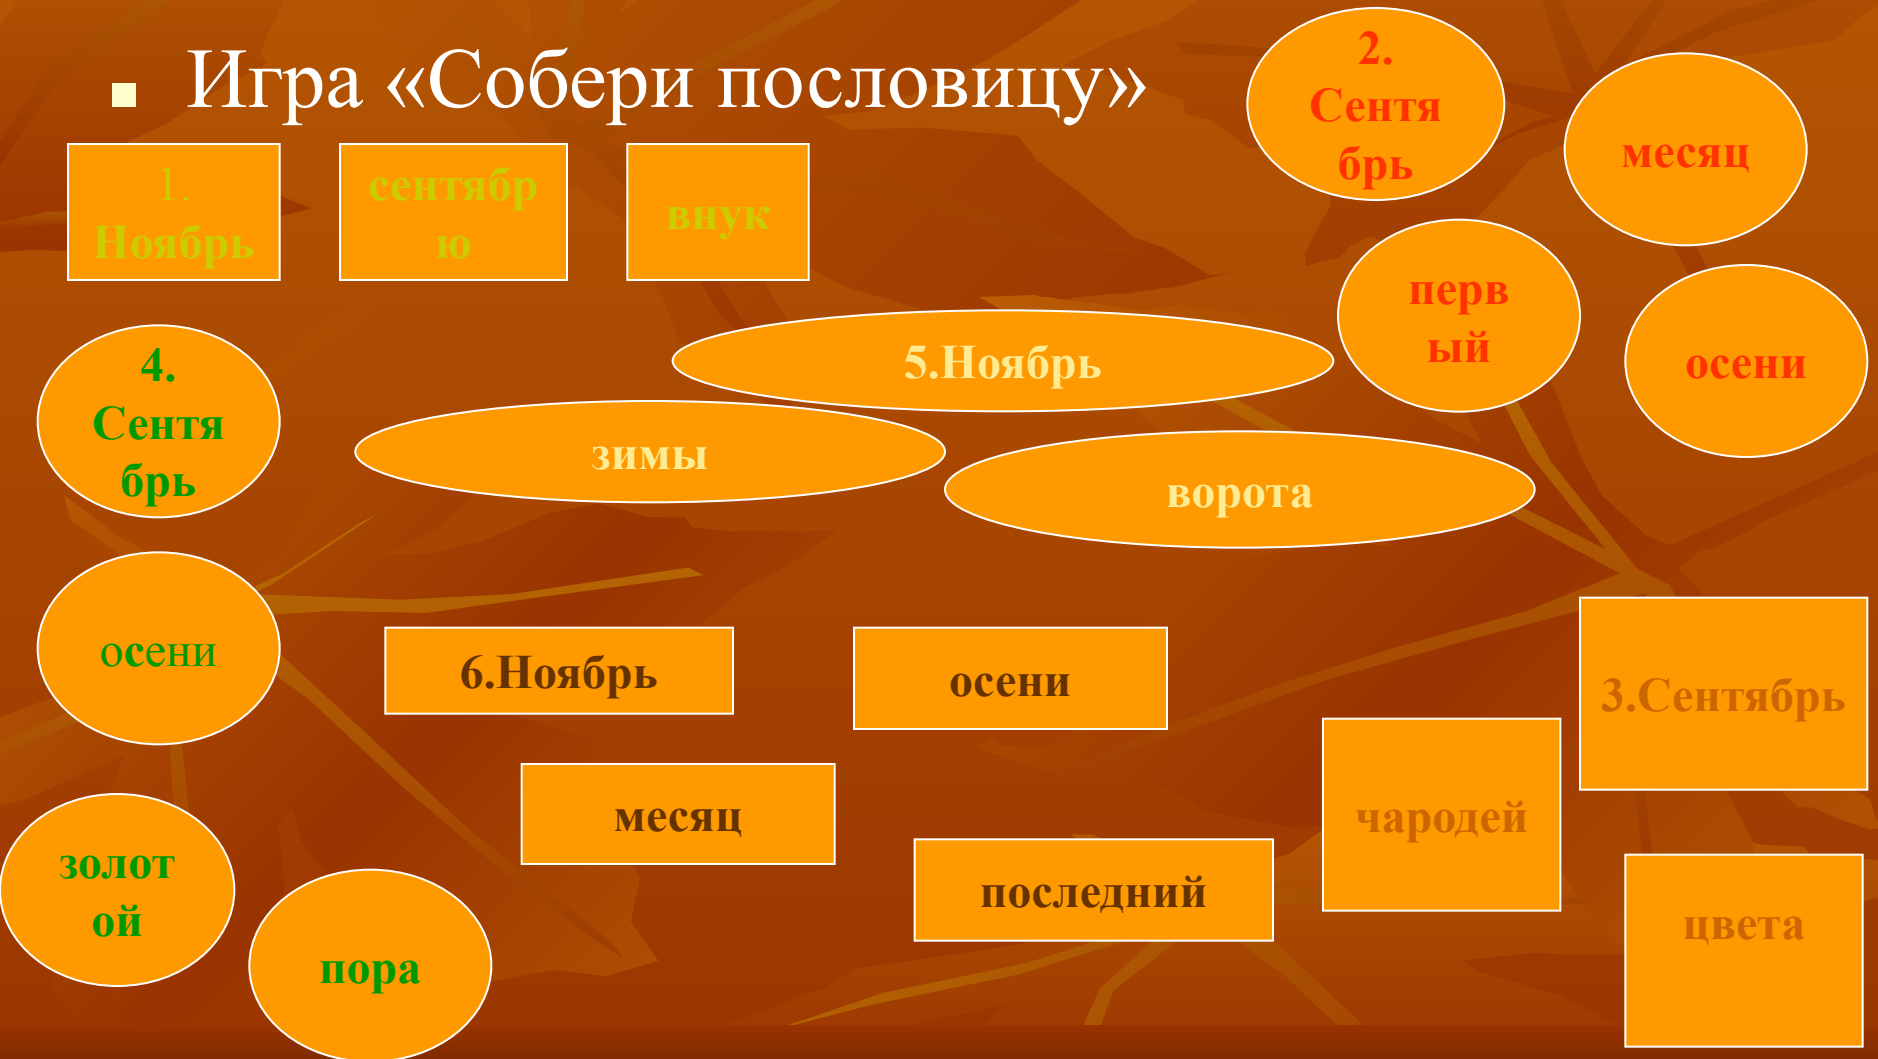 Игра «Собери пословицу»
1.
Ноябрь
сентябр
ю
внук
2.
Сентя
брь
месяц
перв
ый
осени
4.
Сентя
брь
5.Ноябрь
зимы
ворота
осени
6.Ноябрь
осени
3.Сентябрь
месяц
чародей
последний
цвета
золот
ой
пора